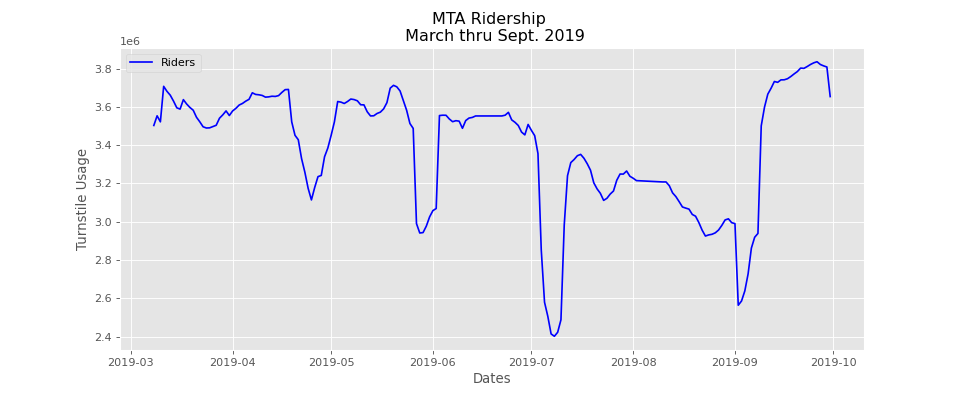 MTA Ridership
March thru Sept. 2019
1e6
Riders
3.8
3.6
3.4
3.2
3.0
2.8
2.6
2.4
Turnstile Usage
2019-03 2019-04 2019-05 2019-06 2019-07 2019-08 2019-09 2019-10
Dates